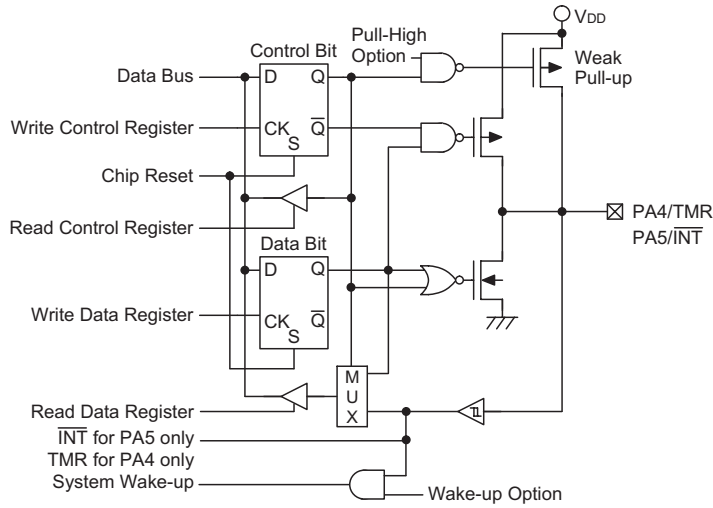 VDD
Pull-High
Option
Control Bit
Weak
Pull-up
Data Bus
D
Q
Write Control Register
CK
Q̅
S
Chip Reset
PA4/TMR
PA5/I̅N̅T̅
Read Control Register
Data Bit
D
Q
Write Data Register
CK
Q̅
S
M
U
X
Read Data Register
I̅N̅T̅ for PA5 only
TMR for PA4 only
System Wake-up
Wake-up Option